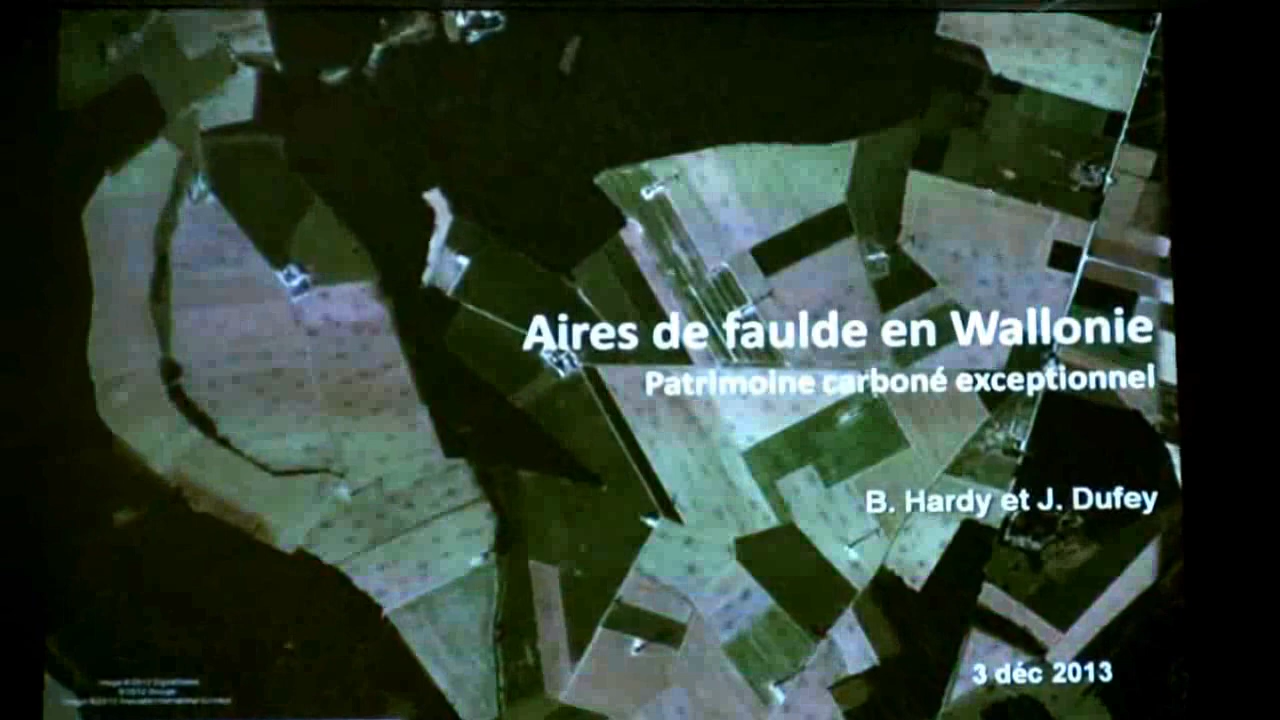 Aires de faulde en Wallonie
Patrimoine carboné exceptionnel
B. Hardy et J. Dufey
3 déc 2013